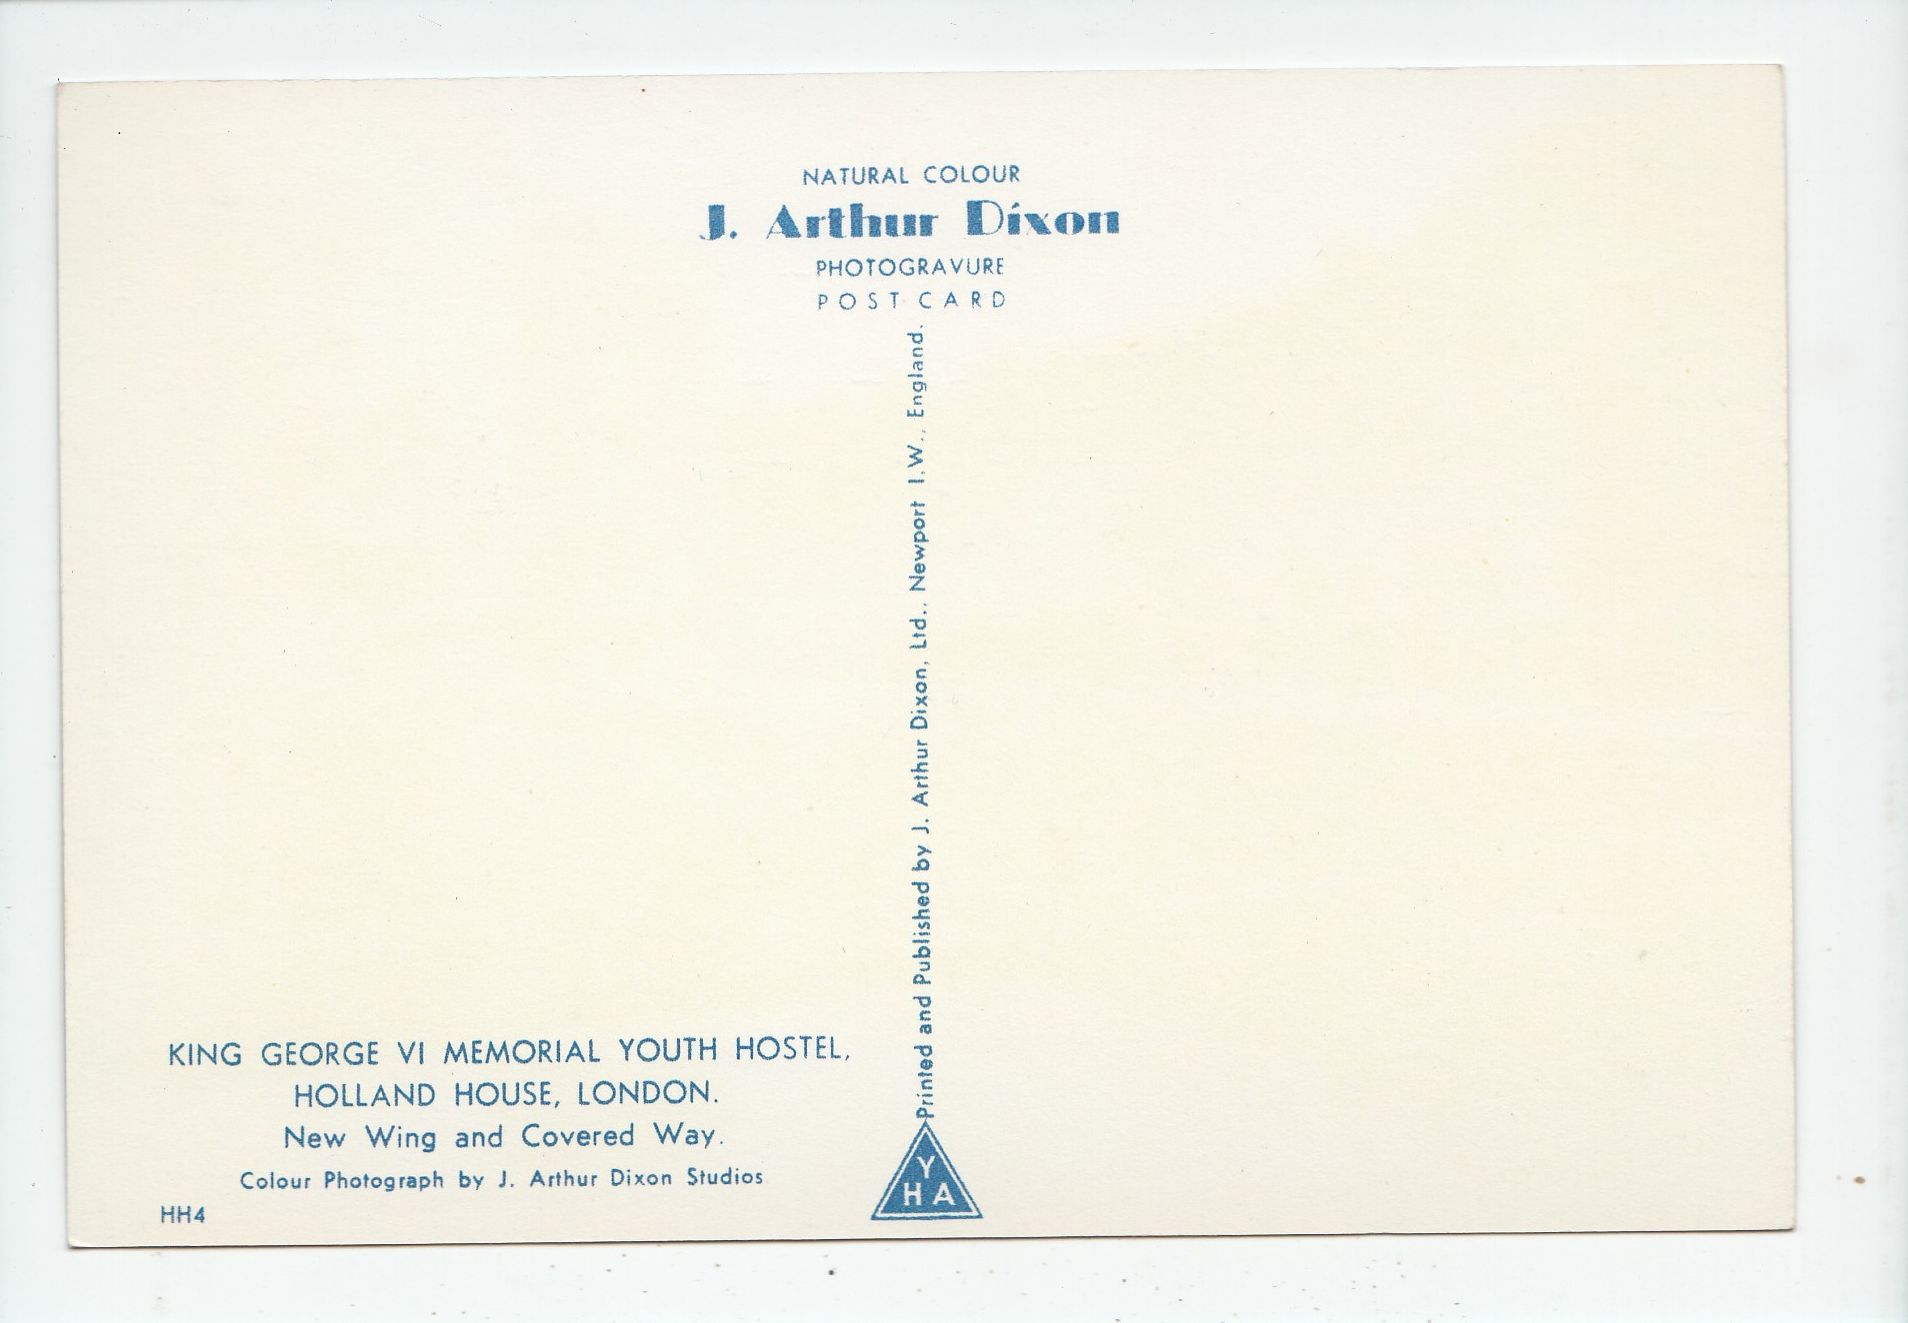 NATURAL COLOUR
J. Arthur Dixon
PHOTOGRAVURE
POST CARD
Printed and Published by J. Arthur Dixon, Ltd., Newport I.W., England.
KING GEORGE VI MEMORIAL YOUTH HOSTEL,
HOLLAND HOUSE, LONDON.
New Wing and Covered Way.
Colour Photograph by J. Arthur Dixon Studios
HH4
Y
HA